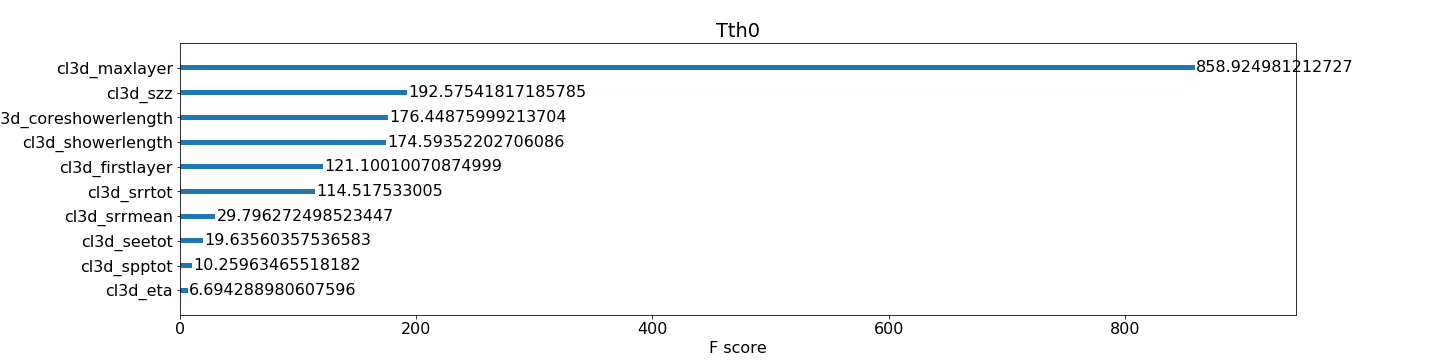 Tth0
cl3d_maxlayer 858.924981212727
cl3d_szz 192.57541817185785
3d_coreshowerlength 176.44875999213704
cl3d_showerlength 174.59352202706086
cl3d_firstlayer 121.10010070874999
cl3d_srrtot 114.517533005
cl3d_srrmean 29.796272498523447
cl3d_seetot 19.63560357536583
cl3d_spptot 10.25963465518182
cl3d_eta 6.694288980607596
0 200 400 600 800
F score